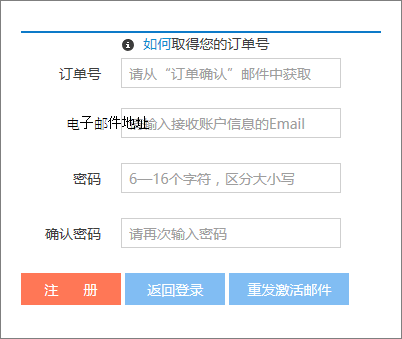 如何取得您的订单号
订单号 请从“订单确认”邮件中获取
电子邮件地址 输入接收账户信息的Email
密码 6—16个字符，区分大小写
确认密码 请再次输入密码
注 册 返回登录 重发激活邮件